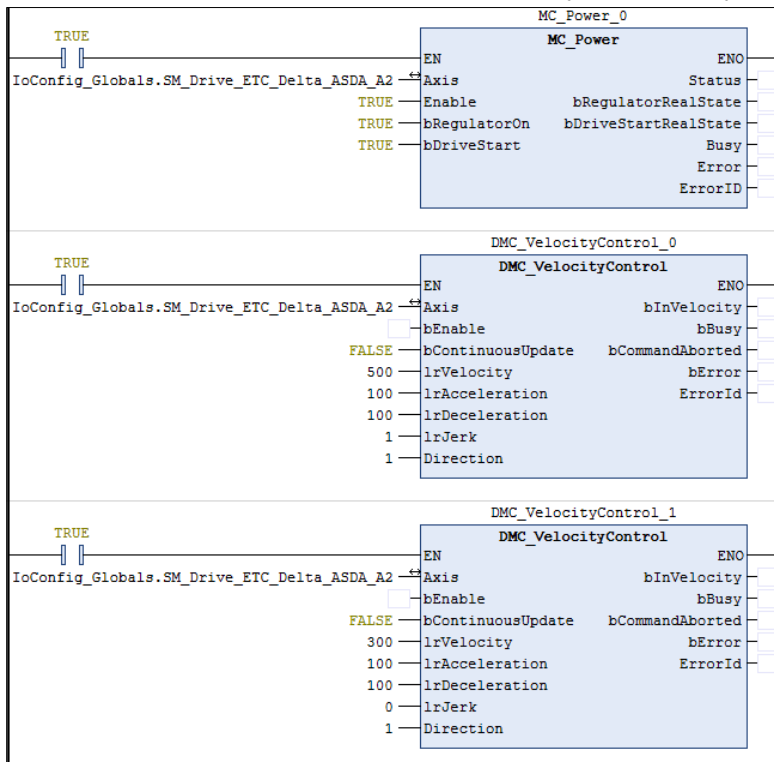 MC_Power_0
TRUE MC_Power
EN ENO
IoConfig_Globals.SM_Drive_ETC_Delta_ASDA_A2 Axis Status
TRUE Enable bRegulatorRealState
TRUE bRegulatorOn bDriveStartRealState
TRUE bDriveStart Busy
Error
ErrorID
DMC_VelocityControl_0
TRUE DMC_VelocityControl
EN ENO
IoConfig_Globals.SM_Drive_ETC_Delta_ASDA_A2 Axis bInVelocity
bEnable bBusy
FALSE bContinuousUpdate bCommandAborted
500 lrVelocity bError
100 lrAcceleration ErrorId
100 lrDeceleration
1 lrJerk
1 Direction
DMC_VelocityControl_1
TRUE DMC_VelocityControl
EN ENO
IoConfig_Globals.SM_Drive_ETC_Delta_ASDA_A2 Axis bInVelocity
bEnable bBusy
FALSE bContinuousUpdate bCommandAborted
300 lrVelocity bError
100 lrAcceleration ErrorId
100 lrDeceleration
0 lrJerk
1 Direction